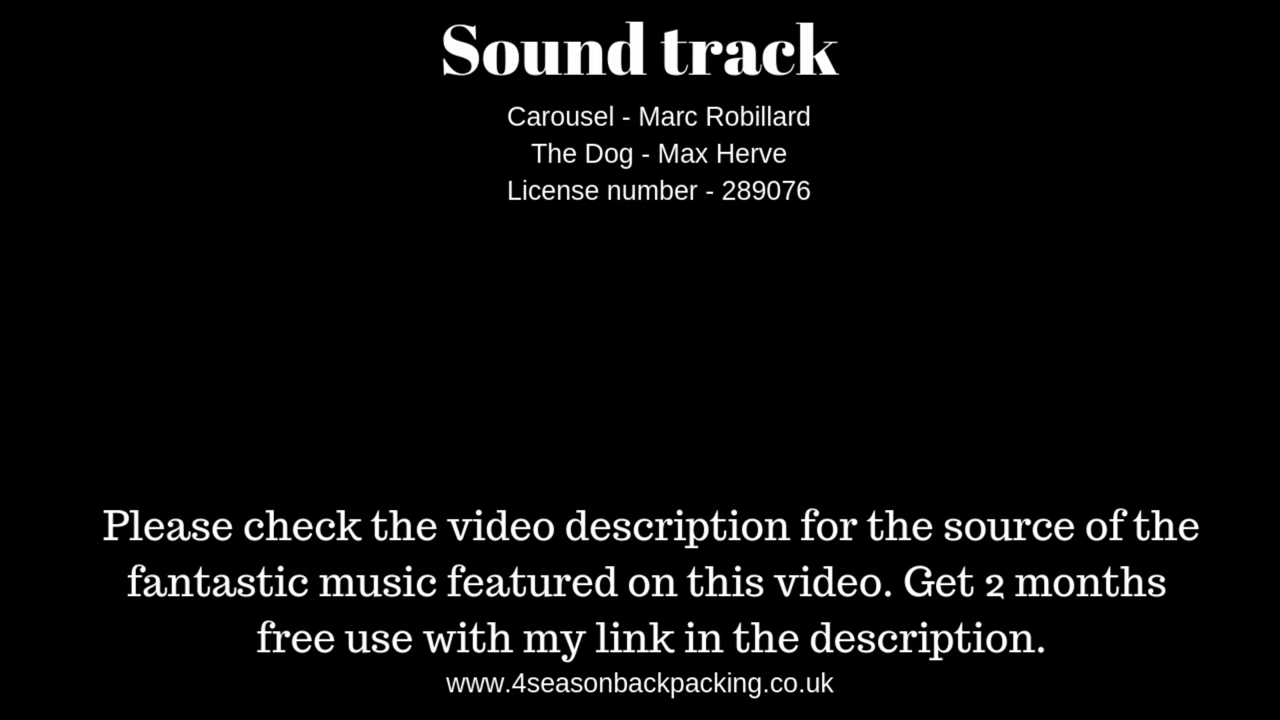 Sound track
Carousel - Marc Robillard
The Dog - Max Herve
License number - 289076
Please check the video description for the source of the
fantastic music featured on this video. Get 2 months
free use with my link in the description.
www.4seasonbackpacking.co.uk